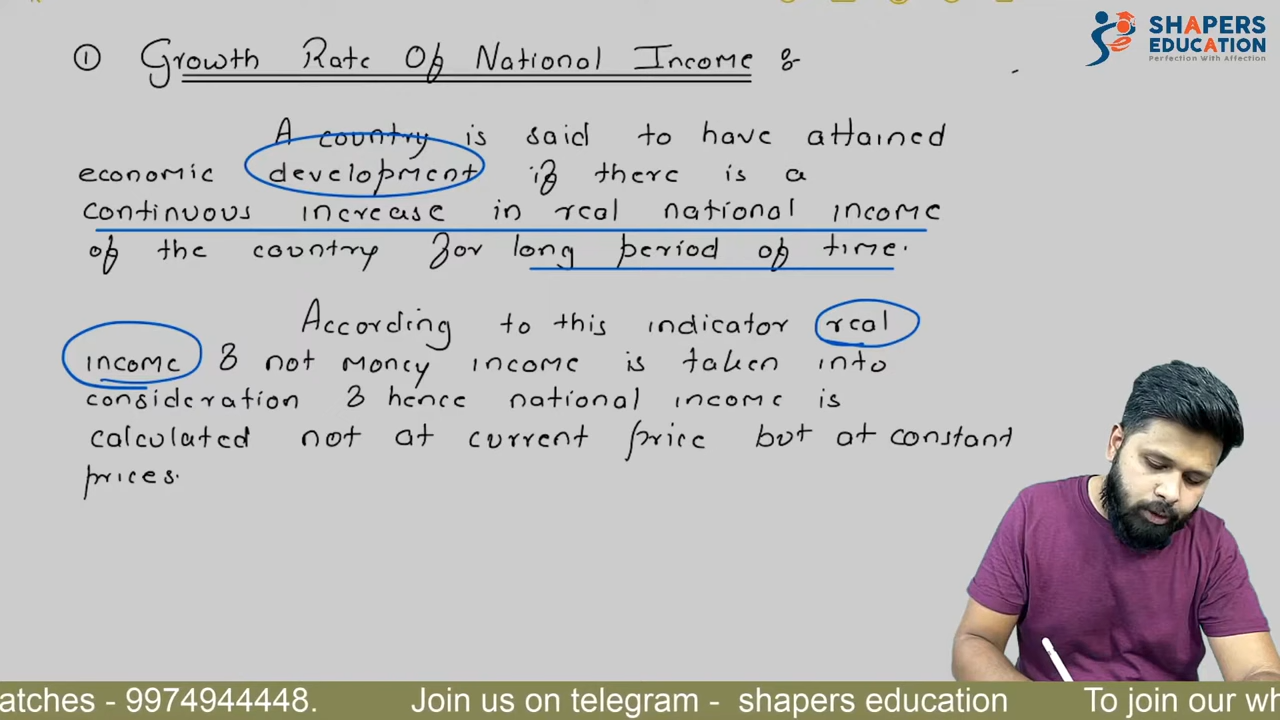 SHAPERS
EDUCATION
Perfection With Affection
① Growth Rate Of National Income :-
A country is said to have attained
economic development if there is a
continuous increase in real national income
of the country for long period of time.
According to this indicator real
income & not money income is taken into
consideration & hence national income is
calculated not at current price but at constant
prices.
atches - 9974944448. Join us on telegram - shapers education To join our wh